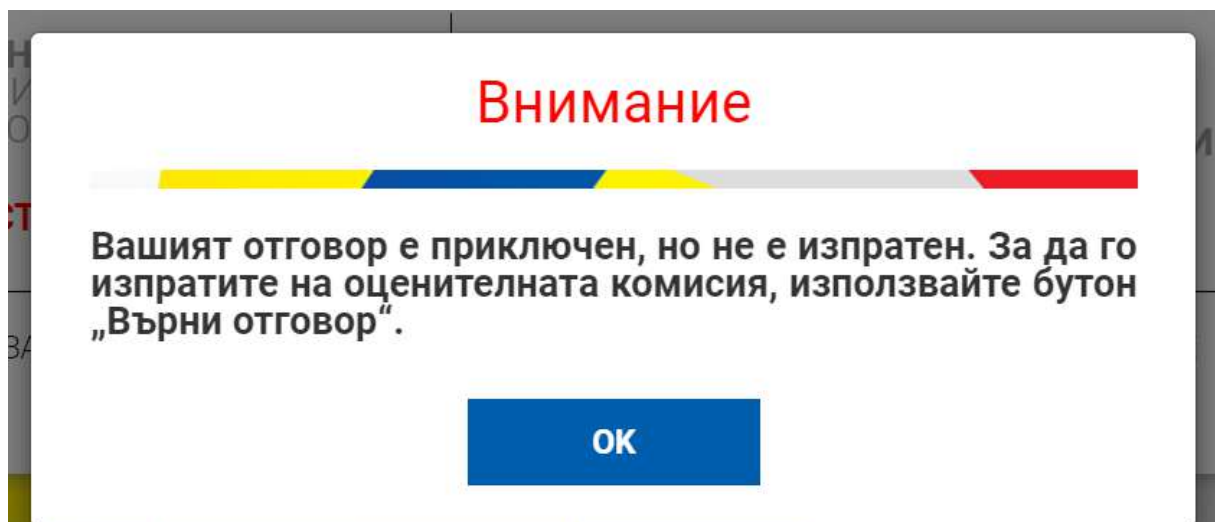 Внимание
Вашият отговор е приключен, но не е изпратен. За да го
изпратите на оценителната комисия, използвайте бутон
„Върни отговор“.
OK